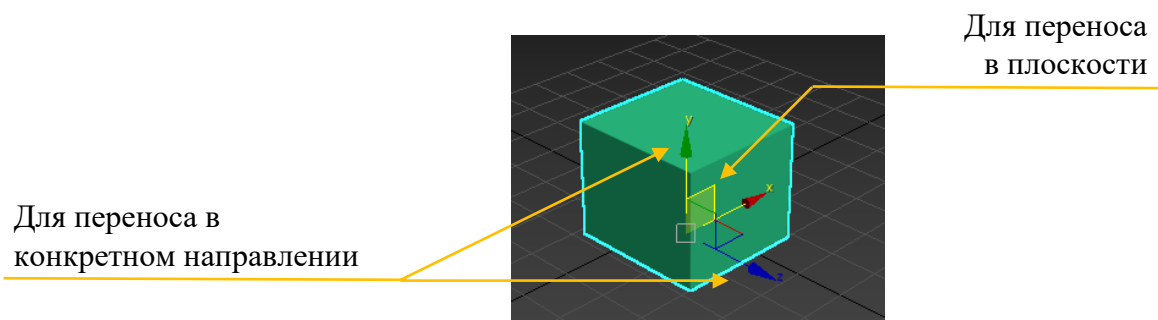 Для переноса
в плоскости
y
x
z
Для переноса в
конкретном направлении